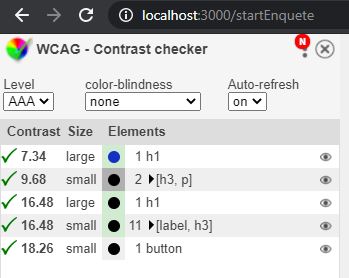 localhost:3000/startEnquete
WCAG - Contrast checker
N
Level color-blindness Auto-refresh
AAA none on
Contrast Size Elements
7.34 large 1 h1
9.68 small 2 [h3, p]
16.48 large 1 h1
16.48 small 11 [label, h3]
18.26 small 1 button